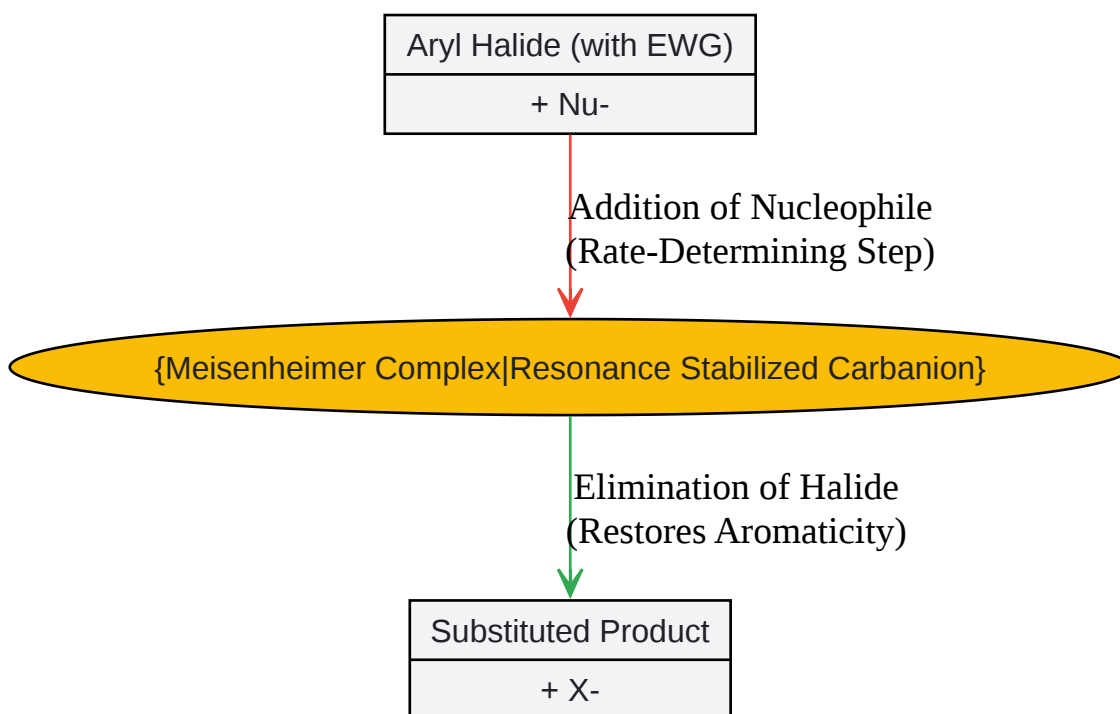 Aryl Halide (with EWG)
+ Nu-
Addition of Nucleophile
(Rate-Determining Step)
{Meisenheimer Complex|Resonance Stabilized Carbanion}
Elimination of Halide
(Restores Aromaticity)
Substituted Product
+ X-